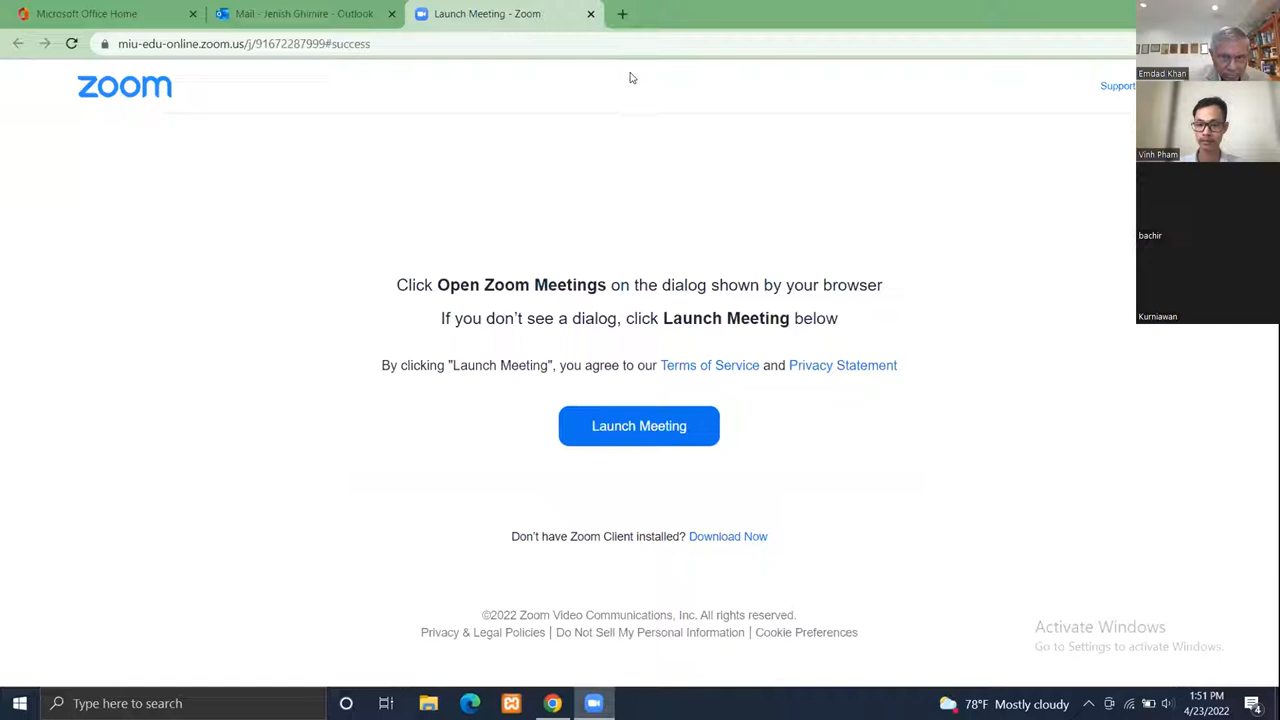 Microsoft Office Home
Mail - Jenish Ghimire - Outlook
Launch Meeting - Zoom
miu-edu-online.zoom.us/j/91672287999#success
zoom
Support
Emdad Khan
Vinh Pham
bachir
Kurniawan
Click Open Zoom Meetings on the dialog shown by your browser
If you don't see a dialog, click Launch Meeting below
By clicking "Launch Meeting", you agree to our Terms of Service and Privacy Statement
Launch Meeting
Don't have Zoom Client installed? Download Now
©2022 Zoom Video Communications, Inc. All rights reserved.
Privacy & Legal Policies | Do Not Sell My Personal Information | Cookie Preferences
Activate Windows
Go to Settings to activate Windows.
Type here to search
78°F Mostly cloudy
1:51 PM
4/23/2022
4